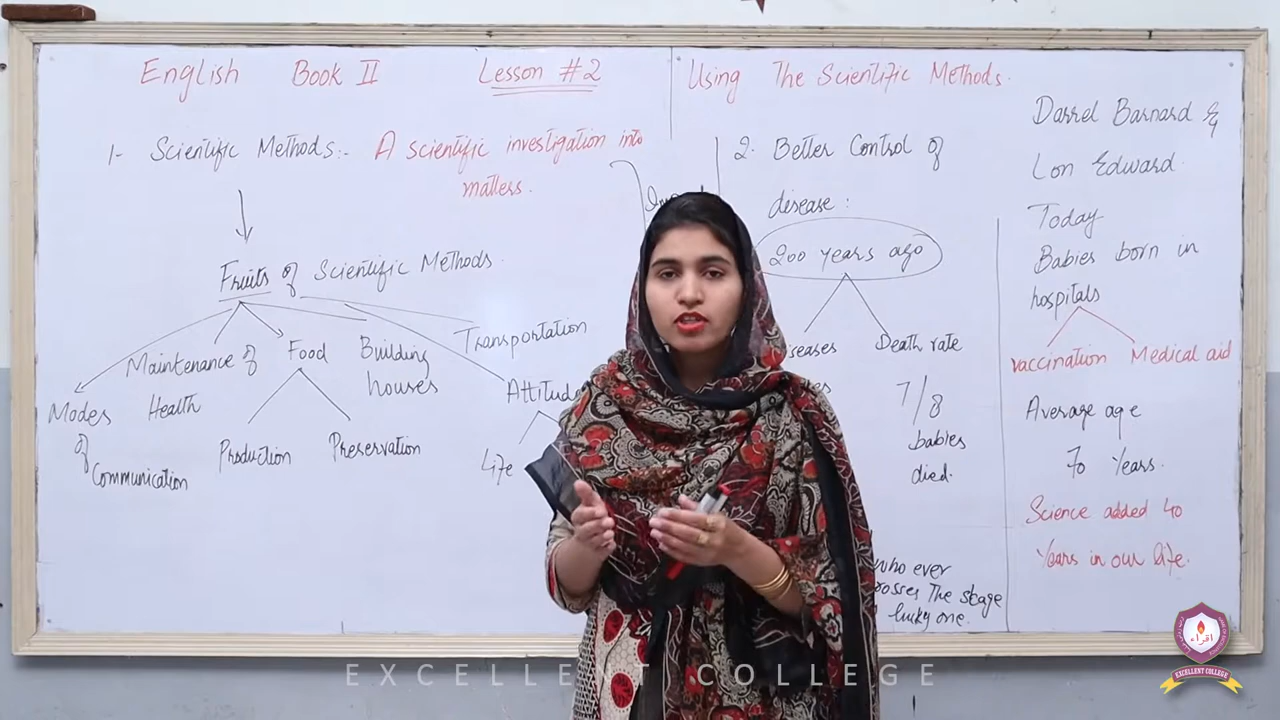 English Book II Lesson #2 Using The Scientific Methods.
1- Scientific Methods:- A scientific investigation into
matters.
Fruits of Scientific Methods
Modes
of
Communication
Maintenance of
Health
Food
Production Preservation
Building
houses
Transportation
Life
2. Better Control of
disease :
200 years ago
Death rate
7/8
babies
died.
who ever
The stage
lucky one.
Darrel Barnard &
Lon Edward.
Today
Babies born in
hospitals
vaccination Medical aid
Average age
70 Years.
Science added 40
Years in our life.
EXCELLENT COLLEGE
اقراء
EXCELLENT COLLEGE